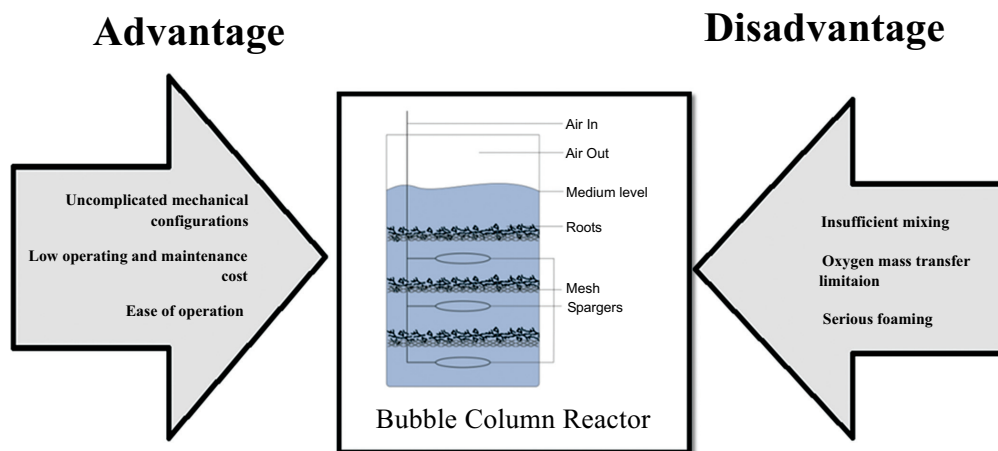 Advantage
Disadvantage
Uncomplicated mechanical
configurations
Low operating and maintenance
cost
Ease of operation
Air In
Air Out
Medium level
Roots
Mesh
Spargers
Bubble Column Reactor
Insufficient mixing
Oxygen mass transfer
limitaion
Serious foaming